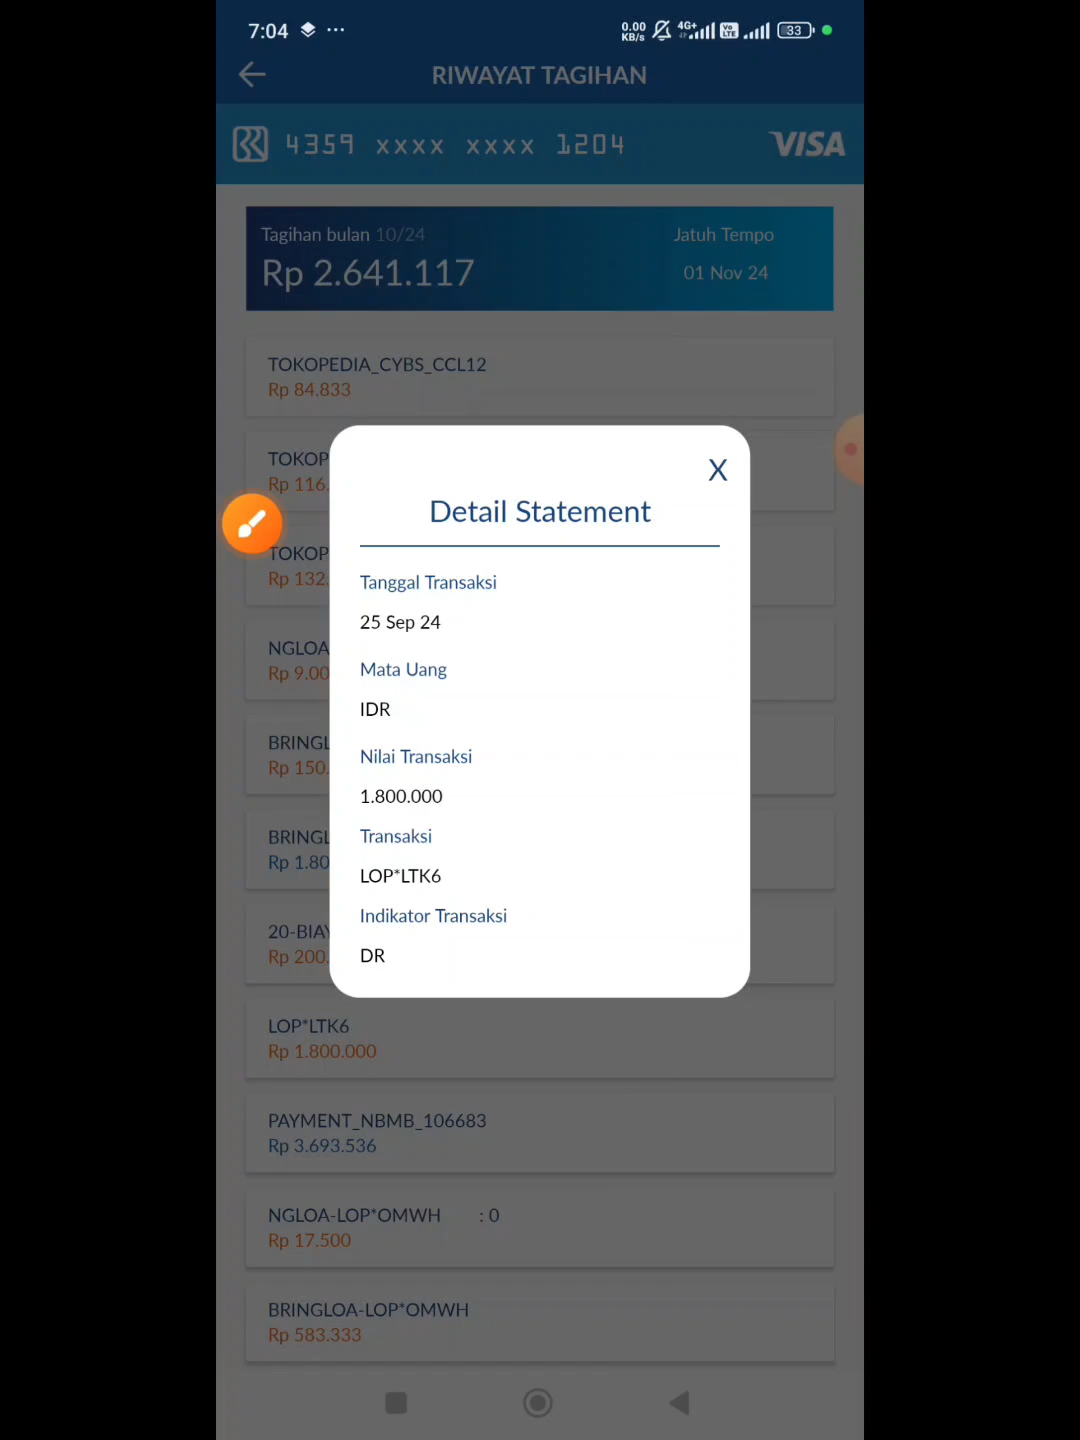 7:04 ...
0.00 KB/s 4G+ Vo LTE 33
RIWAYAT TAGIHAN
4359 xxxx xxxx 1204 VISA
Tagihan bulan 10/24 Jatuh Tempo
Rp 2.641.117 01 Nov 24
TOKOPEDIA_CYBS_CCL12
Rp 84.833
TOKOP
Rp 116.
TOKOP
Rp 132.
NGLOA
Rp 9.00
BRINGL
Rp 150.
BRINGL
Rp 1.80
20-BIAY
Rp 200.
X
Detail Statement
Tanggal Transaksi
25 Sep 24
Mata Uang
IDR
Nilai Transaksi
1.800.000
Transaksi
LOP*LTK6
Indikator Transaksi
DR
LOP*LTK6
Rp 1.800.000
PAYMENT_NBMB_106683
Rp 3.693.536
NGLOA-LOP*OMWH : 0
Rp 17.500
BRINGLOA-LOP*OMWH
Rp 583.333